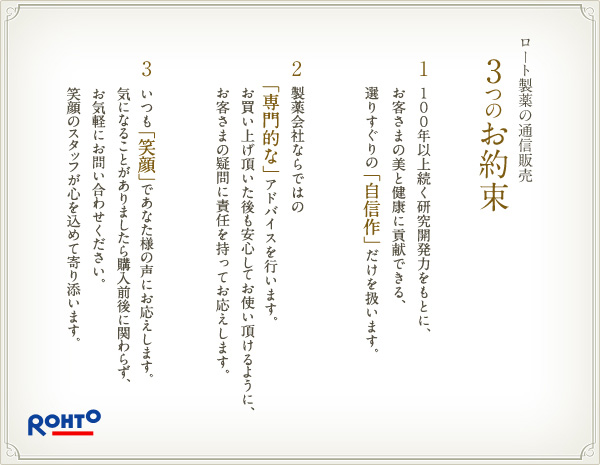 ロート製薬の通信販売
3つのお約束
1
100年以上続く研究開発力をもとに、
お客さまの美と健康に貢献できる、
選りすぐりの「自信作」だけを扱います。
2
製薬会社ならではの
「専門的な」アドバイスを行います。
お買い上げ頂いた後も安心してお使い頂けるように、
お客さまの疑問に責任を持ってお応えします。
3
いつも「笑顔」であなた様の声にお応えします。
気になることがありましたら購入前後に関わらず、
お気軽にお問い合わせください。
笑顔のスタッフが心を込めて寄り添います。
ROHTO